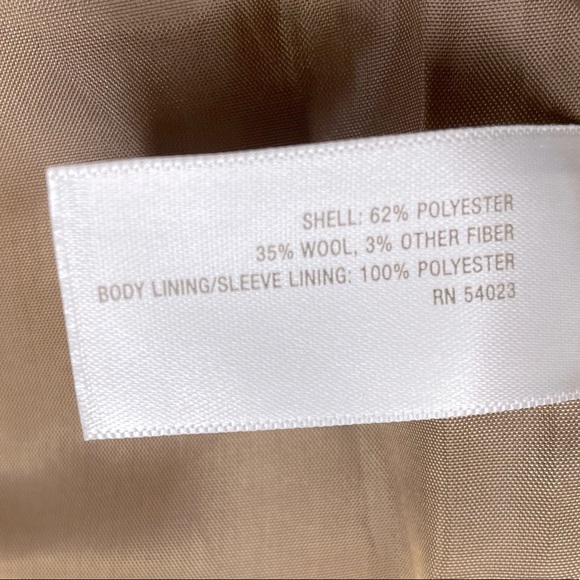 SHELL: 62% POLYESTER
35% WOOL, 3% OTHER FIBER
BODY LINING/SLEEVE LINING: 100% POLYESTER
RN 54023